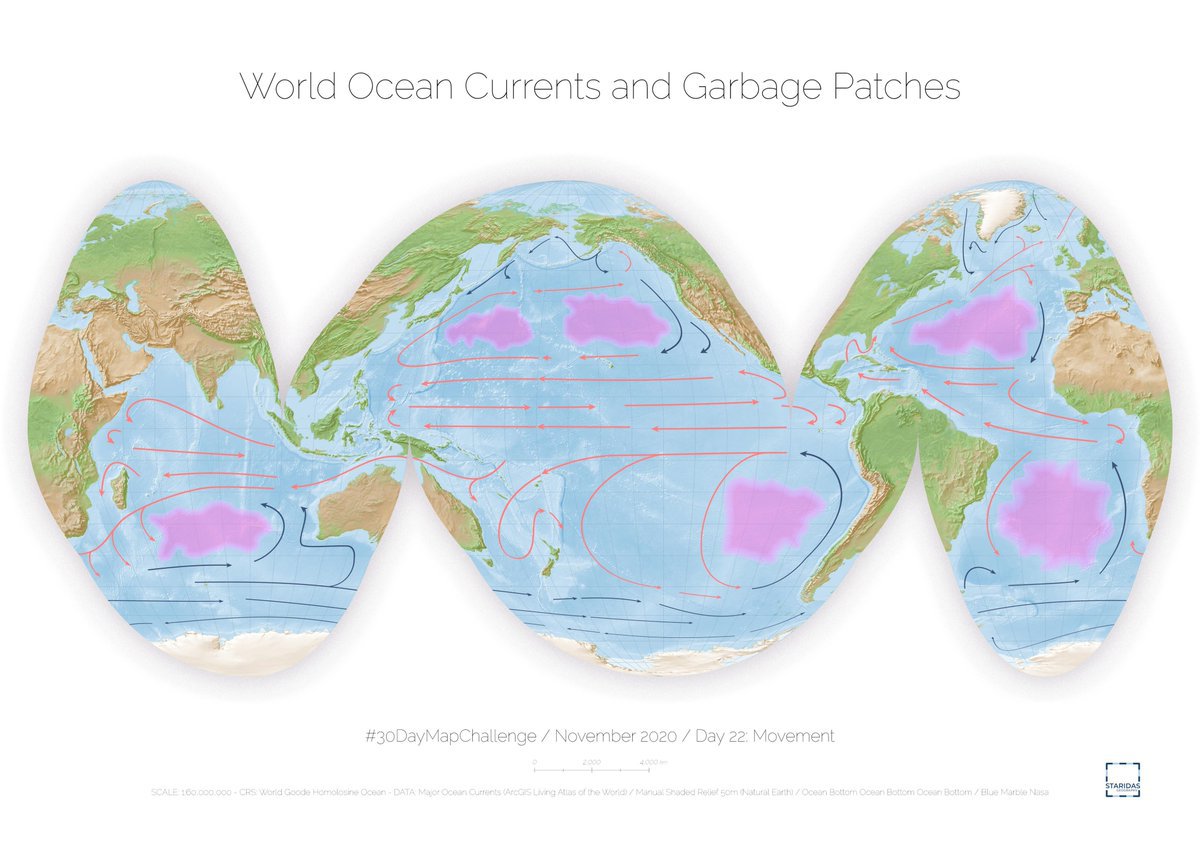 World Ocean Currents and Garbage Patches
#30DayMapChallenge / November 2020 / Day 22: Movement
0 2,000 4,000 km
SCALE: 1:60,000,000 - CRS: World Goode Homolosine Ocean - DATA: Major Ocean Currents (ArcGIS Living Atlas of the World) / Manual Shaded Relief 50m (Natural Earth) / Ocean Bottom Ocean Bottom Ocean Bottom / Blue Marble Nasa
STARIDAS
GEOGRAPHY